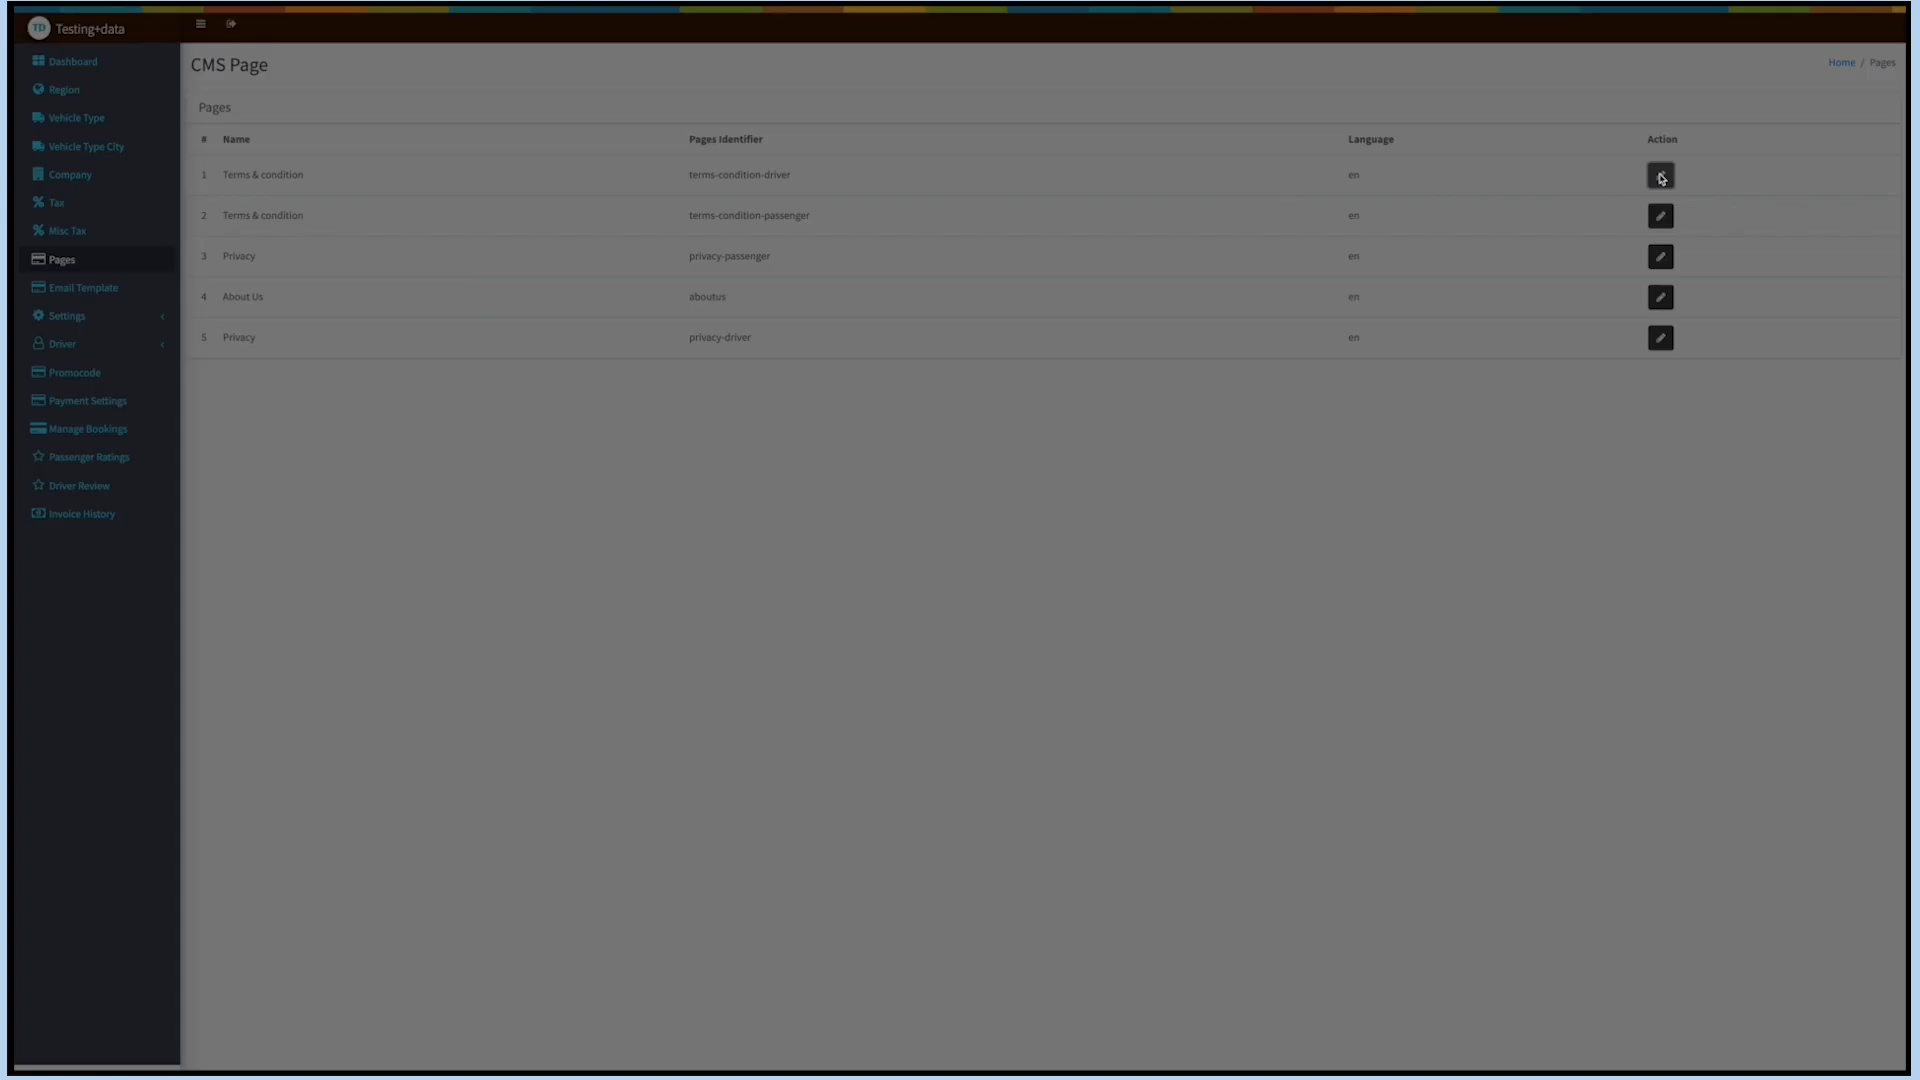 TD Testing+data
Dashboard
Region
Vehicle Type
Vehicle Type City
Company
Tax
Misc Tax
Pages
Email Template
Settings
Driver
Promocode
Payment Settings
Manage Bookings
Passenger Ratings
Driver Review
Invoice History
CMS Page
Home / Pages
Pages
# Name Pages Identifier Language Action
1 Terms & condition terms-condition-driver en
2 Terms & condition terms-condition-passenger en
3 Privacy privacy-passenger en
4 About Us aboutus en
5 Privacy privacy-driver en